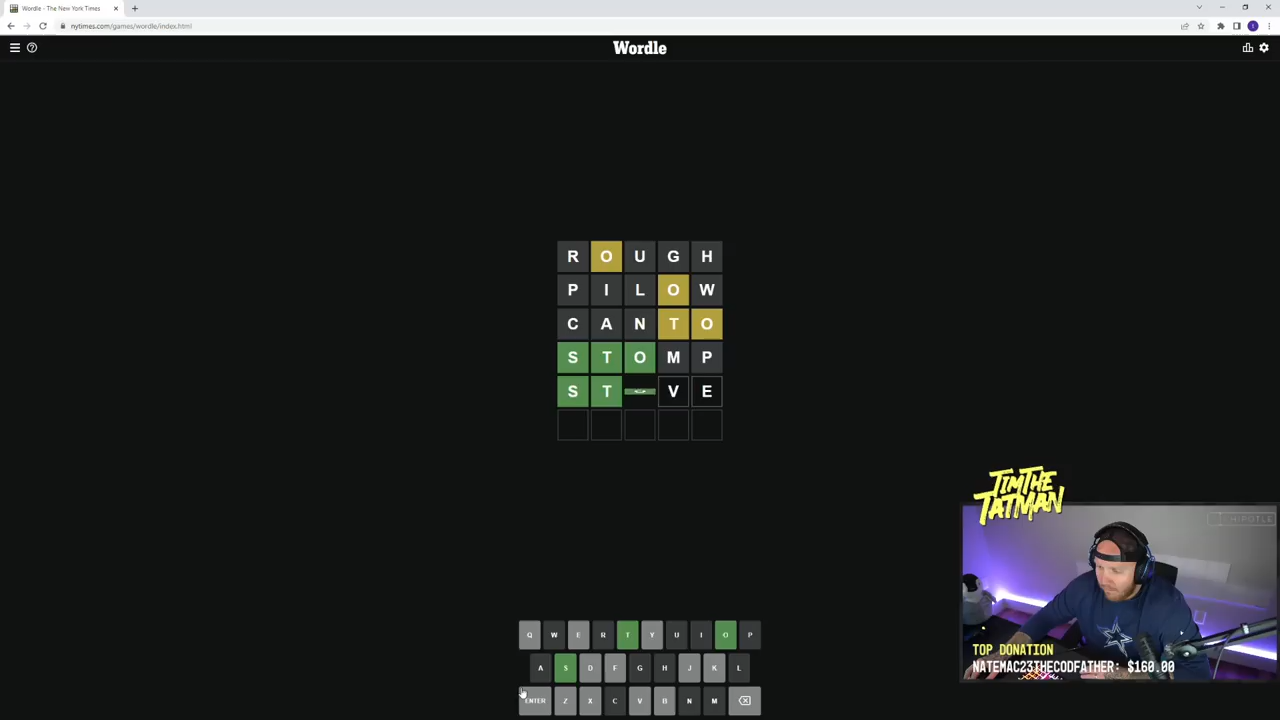 Wordle - The New York Times
nytimes.com/games/wordle/index.html
Wordle
R O U G H
P I L O W
C A N T O
S T O M P
S T V E
Q W E R T Y U I O P
A S D F G H J K L
ENTER Z X C V B N M
TIMTHE
TATMAN
CHIPOTLE
TOP DONATION
NATEMAC23THECODFATHER: $160.00